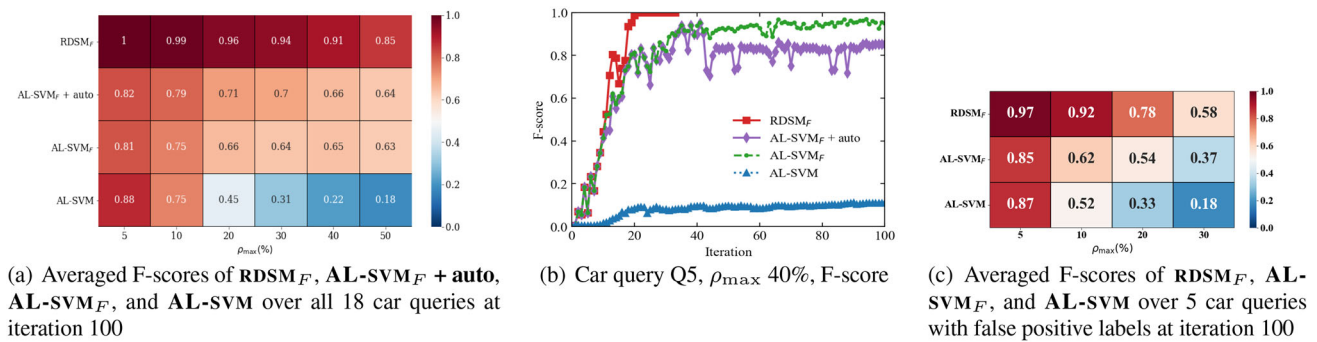 RDSM_F 1 0.99 0.96 0.94 0.91 0.85
AL-SVM_F + auto 0.82 0.79 0.71 0.7 0.66 0.64
AL-SVM_F 0.81 0.75 0.66 0.64 0.65 0.63
AL-SVM 0.88 0.75 0.45 0.31 0.22 0.18
5 10 20 30 40 50
ρmax(%)
1.0
0.8
0.6
0.4
0.2
0.0
(a) Averaged F-scores of RDSM_F, AL-SVM_F + auto,
AL-SVM_F, and AL-SVM over all 18 car queries at
iteration 100
1.0
0.8
0.6
0.4
0.2
0.0
F-score
RDSM_F
AL-SVM_F + auto
AL-SVM_F
AL-SVM
0 20 40 60 80 100
Iteration
(b) Car query Q5, ρmax 40%, F-score
RDSM_F 0.97 0.92 0.78 0.58
AL-SVM_F 0.85 0.62 0.54 0.37
AL-SVM 0.87 0.52 0.33 0.18
5 10 20 30
ρmax(%)
1.0
0.8
0.6
0.4
0.2
0.0
(c) Averaged F-scores of RDSM_F, AL-
SVM_F, and AL-SVM over 5 car queries
with false positive labels at iteration 100